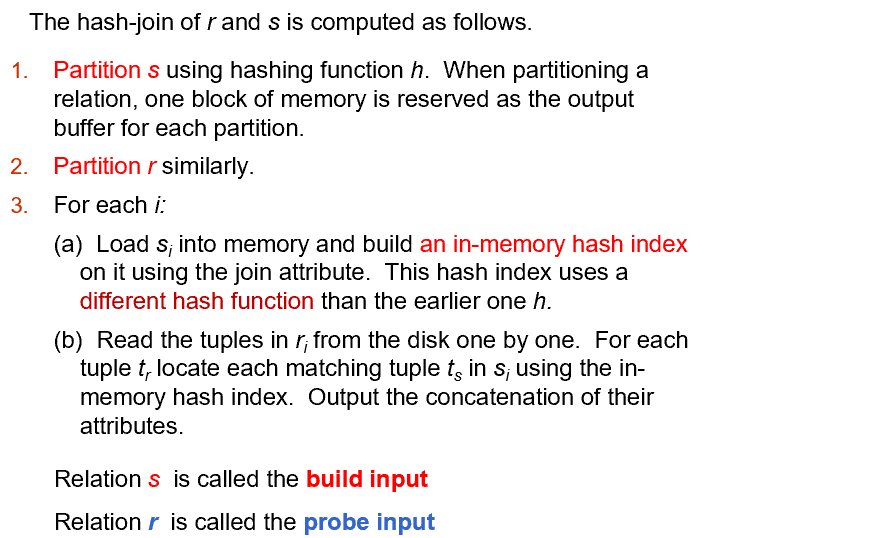 The hash-join of r and s is computed as follows.
1. Partition s using hashing function h. When partitioning a
relation, one block of memory is reserved as the output
buffer for each partition.
2. Partition r similarly.
3. For each i:
(a) Load si into memory and build an in-memory hash index
on it using the join attribute. This hash index uses a
different hash function than the earlier one h.
(b) Read the tuples in ri from the disk one by one. For each
tuple tr locate each matching tuple ts in si using the in-
memory hash index. Output the concatenation of their
attributes.
Relation s is called the build input
Relation r is called the probe input